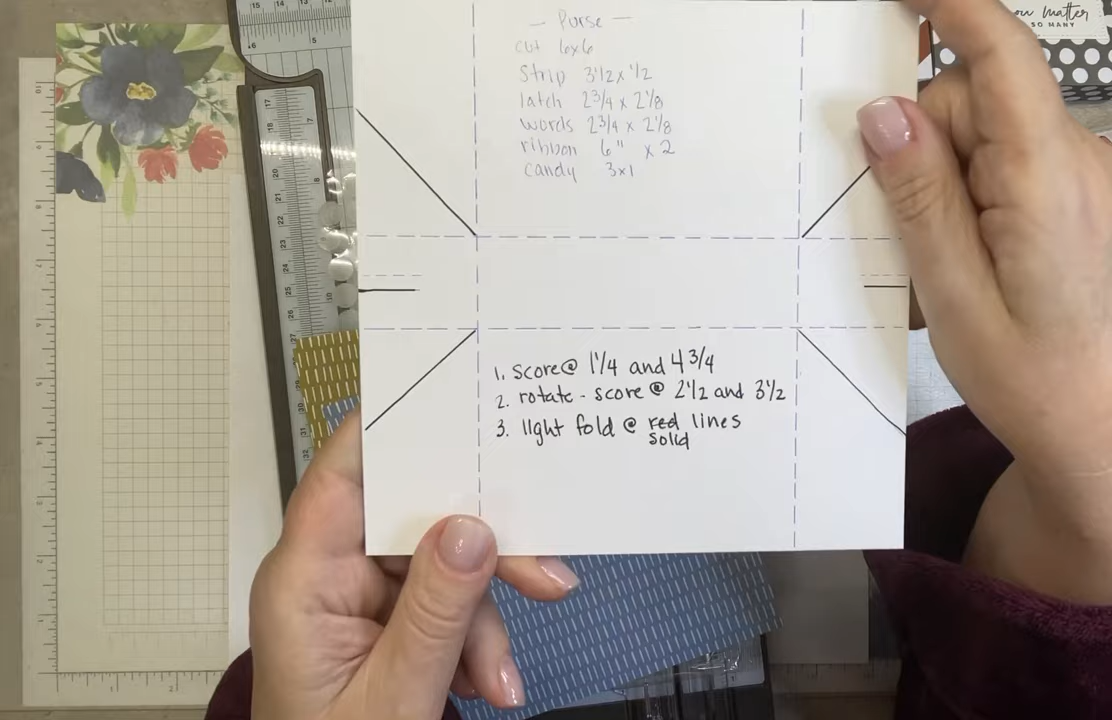 ou matter
SO MANY
- Purse -
cut 6x6
Strip 3 1/2 x 1/2
latch 2 3/4 x 2 1/8
words 2 3/4 x 2 1/8
ribbon 6" x 2
candy 3x1
1. score@ 1 1/4 and 4 3/4
2. rotate - score @ 2 1/2 and 3 1/2
3. light fold @ red lines
solid